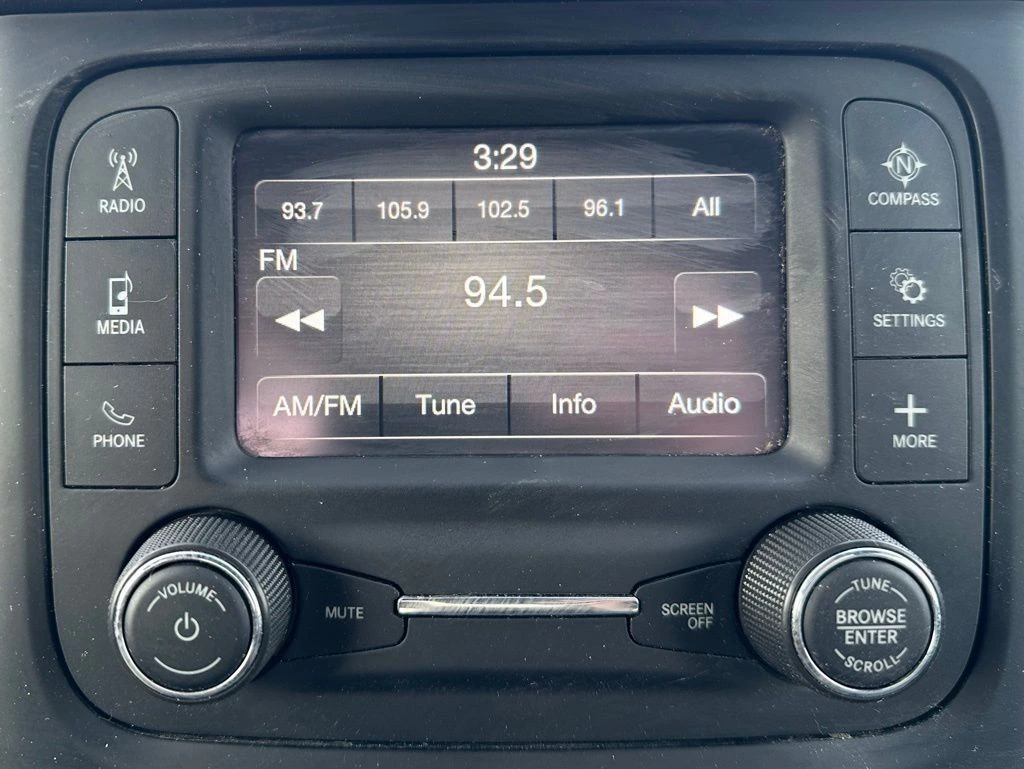 3:29
93.7 105.9 102.5 96.1 All
FM
94.5
AM/FM Tune Info Audio
RADIO
MEDIA
PHONE
N
COMPASS
SETTINGS
MORE
VOLUME
MUTE
SCREEN
OFF
TUNE
BROWSE
ENTER
SCROLL